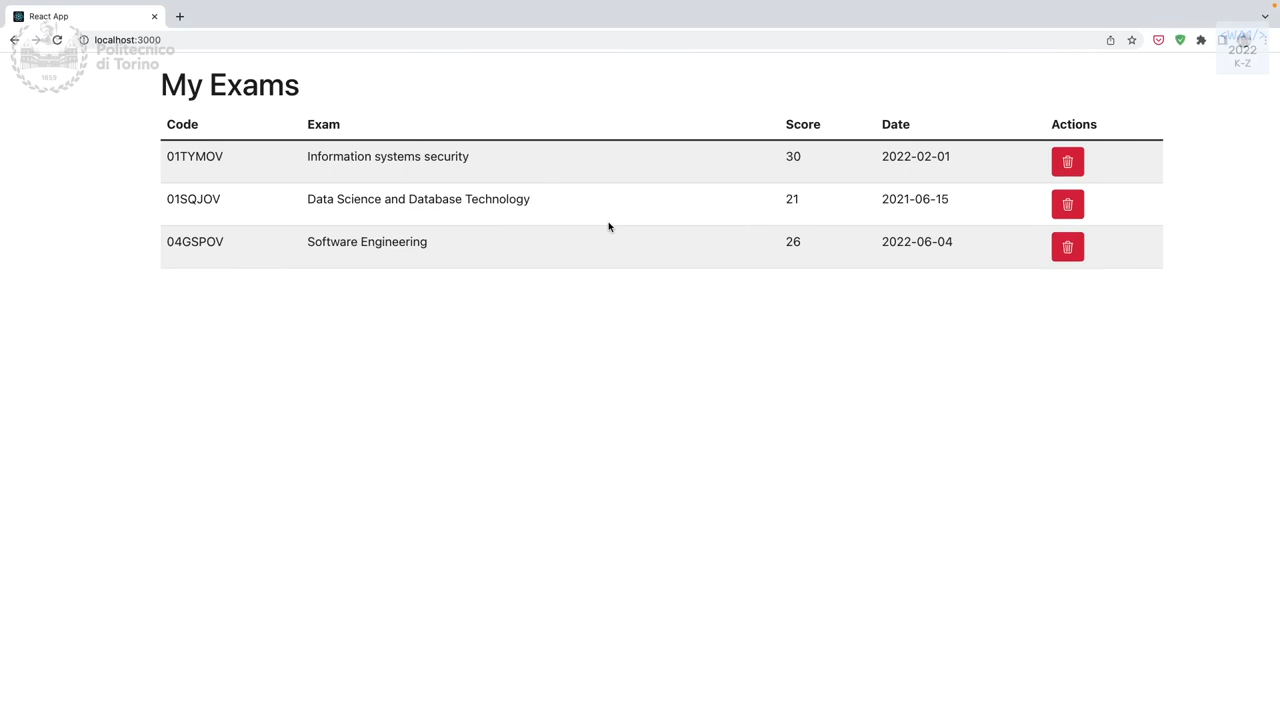 React App
localhost:3000
Politecnico
di Torino
1859
<WA1/>
2022
K-Z
My Exams
Code Exam Score Date Actions
01TYMOV Information systems security 30 2022-02-01
01SQJOV Data Science and Database Technology 21 2021-06-15
04GSPOV Software Engineering 26 2022-06-04